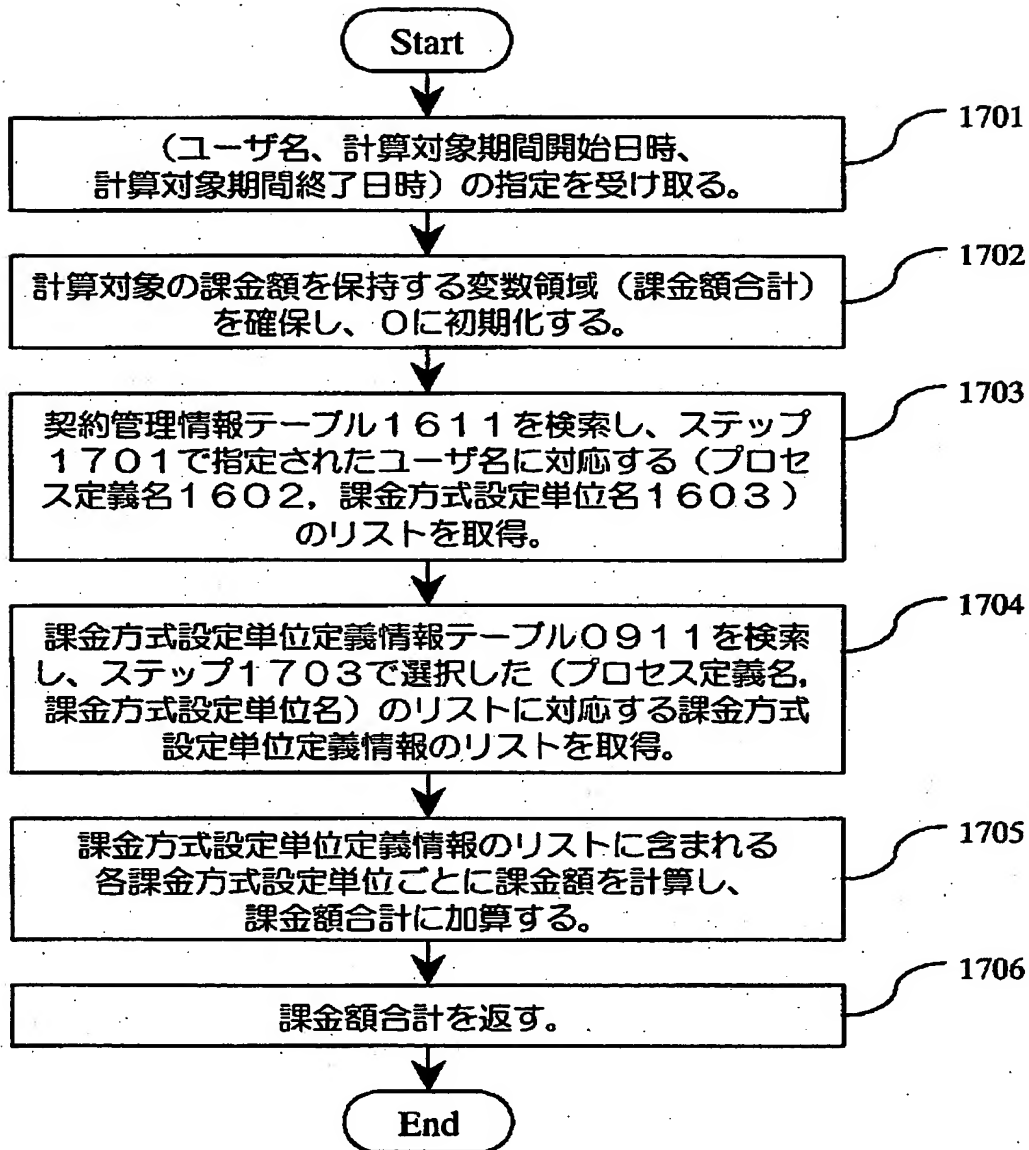 Start
1701
(ユーザ名、計算対象期間開始日時、
計算対象期間終了日時)の指定を受け取る。
1702
計算対象の課金額を保持する変数領域(課金額合計)
を確保し、0に初期化する。
1703
契約管理情報テーブル1611を検索し、ステップ
1701で指定されたユーザ名に対応する(プロセ
ス定義名1602,課金方式設定単位名1603)
のリストを取得。
1704
課金方式設定単位定義情報テーブル0911を検索
し、ステップ1703で選択した(プロセス定義名,
課金方式設定単位名)のリストに対応する課金方式
設定単位定義情報のリストを取得。
1705
課金方式設定単位定義情報のリストに含まれる
各課金方式設定単位ごとに課金額を計算し、
課金額合計に加算する。
1706
課金額合計を返す。
End